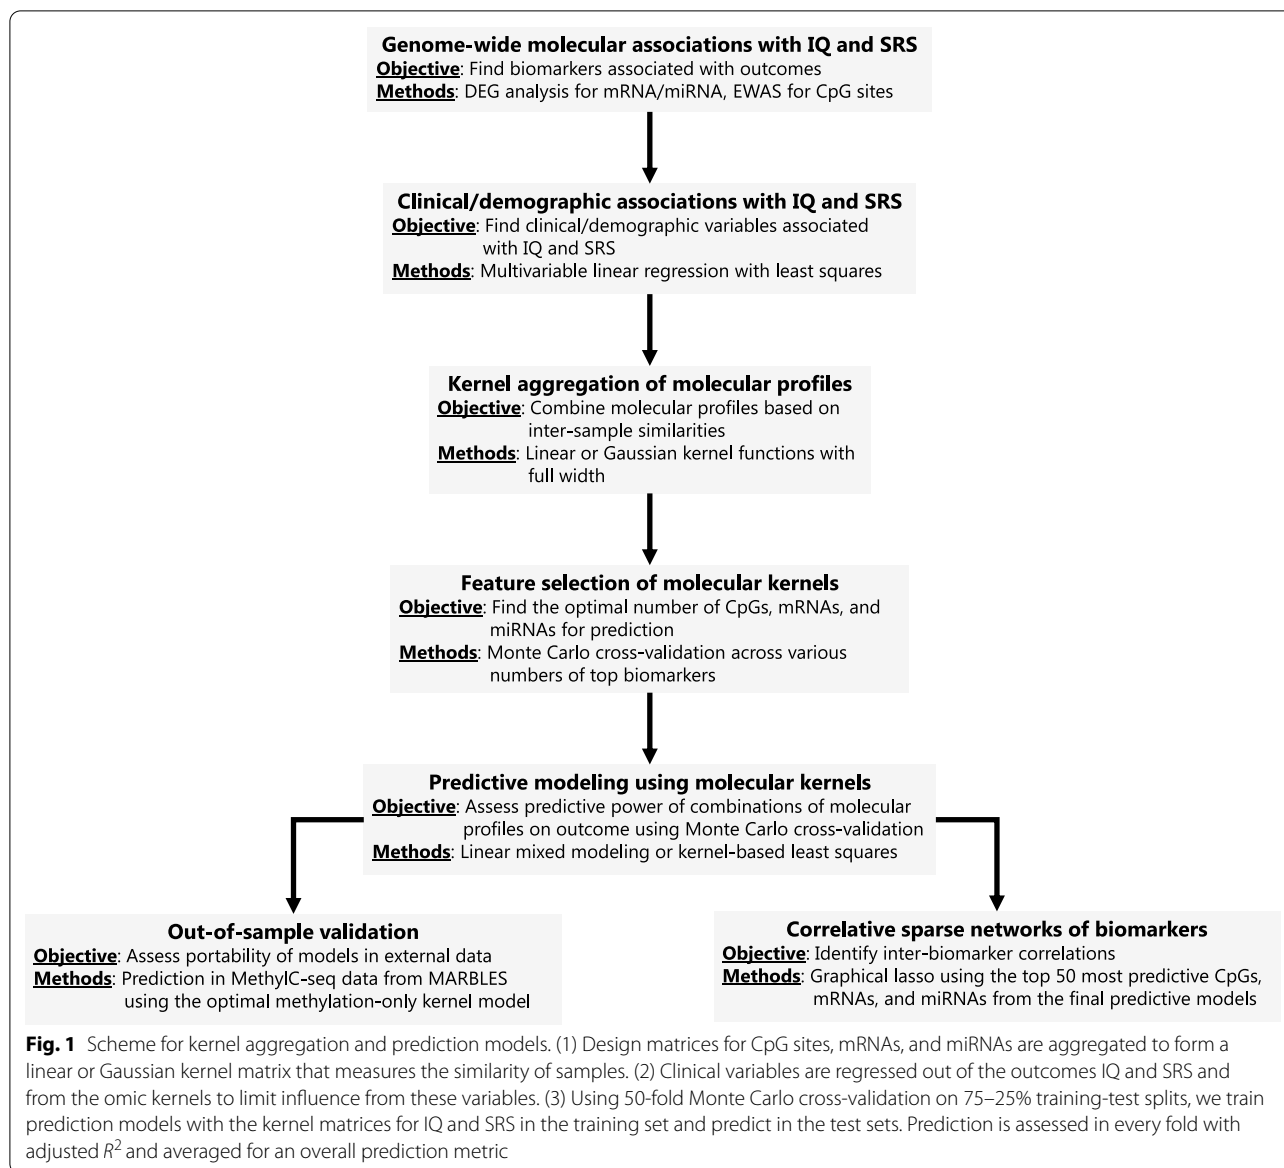 Genome-wide molecular associations with IQ and SRS
Objective: Find biomarkers associated with outcomes
Methods: DEG analysis for mRNA/miRNA, EWAS for CpG sites
Clinical/demographic associations with IQ and SRS
Objective: Find clinical/demographic variables associated
with IQ and SRS
Methods: Multivariable linear regression with least squares
Kernel aggregation of molecular profiles
Objective: Combine molecular profiles based on
inter-sample similarities
Methods: Linear or Gaussian kernel functions with
full width
Feature selection of molecular kernels
Objective: Find the optimal number of CpGs, mRNAs, and
miRNAs for prediction
Methods: Monte Carlo cross-validation across various
numbers of top biomarkers
Predictive modeling using molecular kernels
Objective: Assess predictive power of combinations of molecular
profiles on outcome using Monte Carlo cross-validation
Methods: Linear mixed modeling or kernel-based least squares
Out-of-sample validation
Objective: Assess portability of models in external data
Methods: Prediction in MethylC-seq data from MARBLES
using the optimal methylation-only kernel model
Correlative sparse networks of biomarkers
Objective: Identify inter-biomarker correlations
Methods: Graphical lasso using the top 50 most predictive CpGs,
mRNAs, and miRNAs from the final predictive models
Fig. 1 Scheme for kernel aggregation and prediction models. (1) Design matrices for CpG sites, mRNAs, and miRNAs are aggregated to form a
linear or Gaussian kernel matrix that measures the similarity of samples. (2) Clinical variables are regressed out of the outcomes IQ and SRS and
from the omic kernels to limit influence from these variables. (3) Using 50-fold Monte Carlo cross-validation on 75–25% training-test splits, we train
prediction models with the kernel matrices for IQ and SRS in the training set and predict in the test sets. Prediction is assessed in every fold with
adjusted R² and averaged for an overall prediction metric